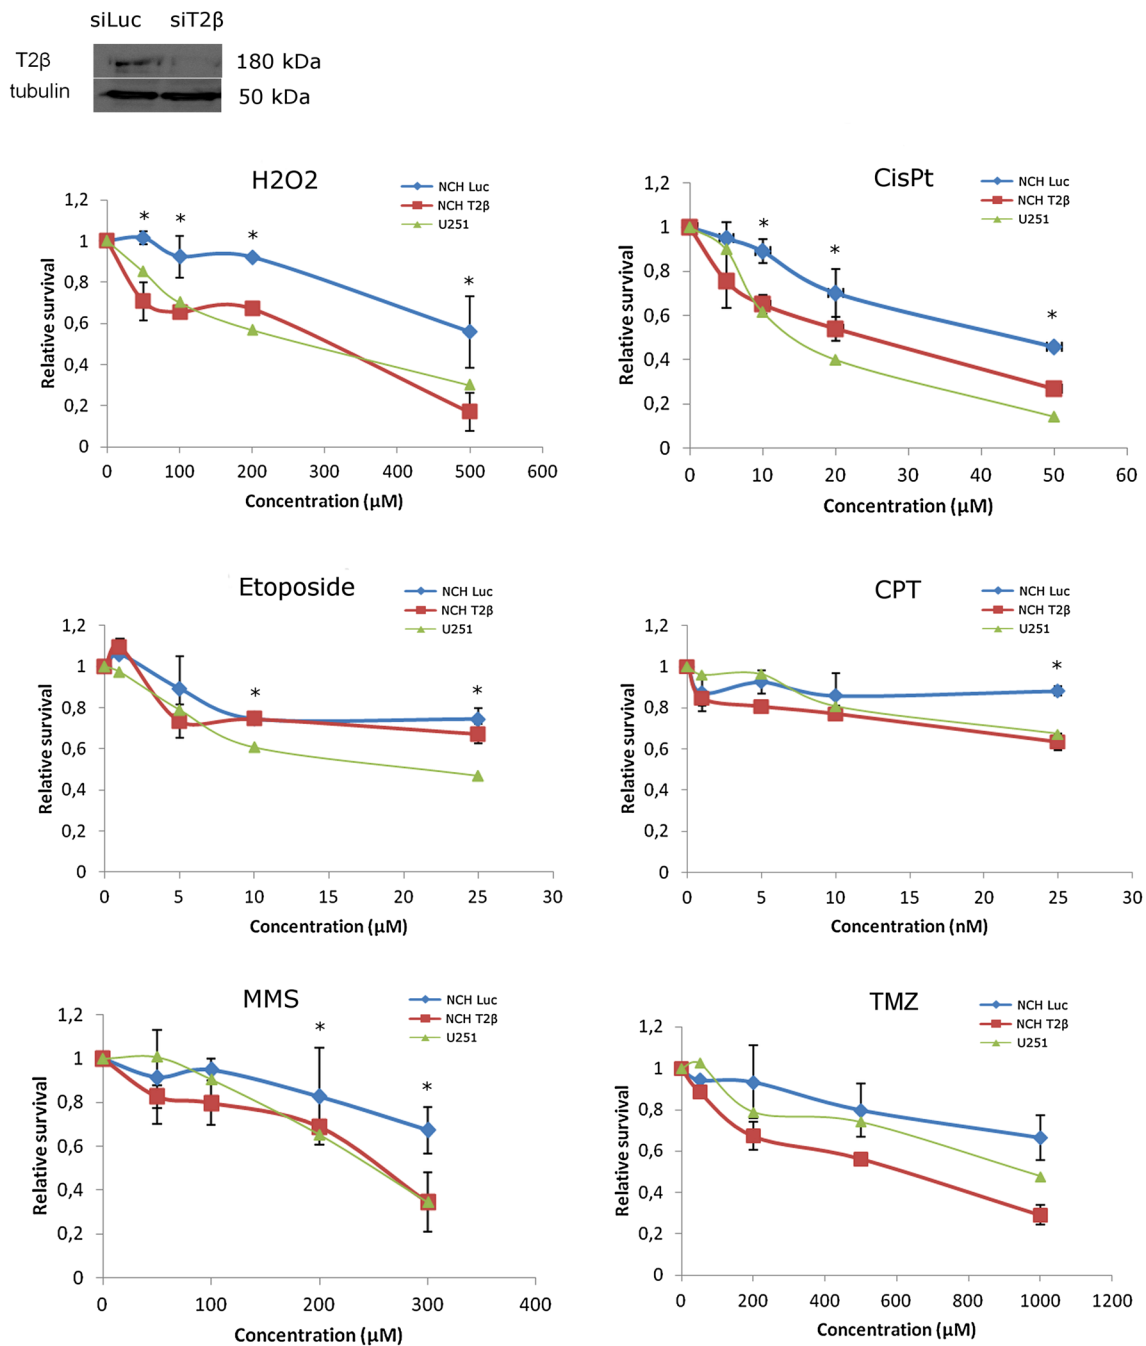 siLuc siT2β
T2β 180 kDa
tubulin 50 kDa
H2O2
NCH Luc
NCH T2β
U251
1,2
1
0,8
0,6
0,4
0,2
0
* * * *
Relative survival
0 100 200 300 400 500 600
Concentration (µM)
CisPt
NCH Luc
NCH T2β
U251
1,2
1
0,8
0,6
0,4
0,2
0
* * *
Relative survival
0 10 20 30 40 50 60
Concentration (µM)
Etoposide
NCH Luc
NCH T2β
U251
1,2
1
0,8
0,6
0,4
0,2
0
* *
Relative survival
0 5 10 15 20 25 30
Concentration (µM)
CPT
NCH Luc
NCH T2β
U251
1,2
1
0,8
0,6
0,4
0,2
0
*
Relative survival
0 5 10 15 20 25 30
Concentration (nM)
MMS
NCH Luc
NCH T2β
U251
1,2
1
0,8
0,6
0,4
0,2
0
* *
Relative survival
0 100 200 300 400
Concentration (µM)
TMZ
NCH Luc
NCH T2β
U251
1,2
1
0,8
0,6
0,4
0,2
0
Relative survival
0 200 400 600 800 1000 1200
Concentration (µM)